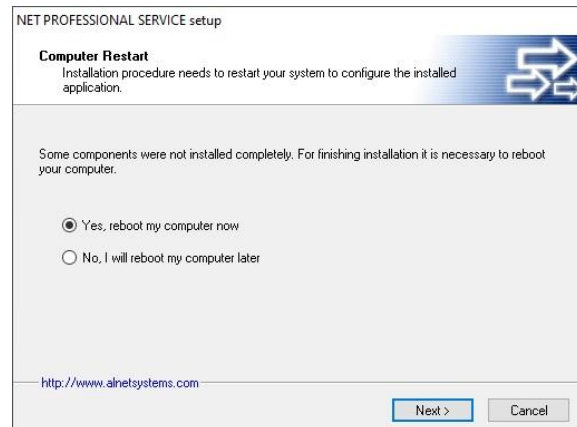 NET PROFESSIONAL SERVICE setup
Computer Restart
Installation procedure needs to restart your system to configure the installed
application.
Some components were not installed completely. For finishing installation it is necessary to reboot
your computer.
Yes, reboot my computer now
No, I will reboot my computer later
http://www.alnetsystems.com
Next >
Cancel